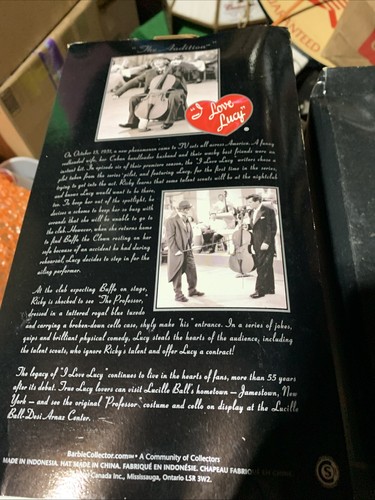 "The Audition"
"I Love
Lucy"
®
On October 15, 1951, a new phenomenon came to TV sets all across America. A funny
redheaded wife, her Cuban bandleader husband and their wacky best friends were an
instant hit. In episode six of their premiere season, the "I Love Lucy" writers chose a
plot taken from the series' pilot, and featuring Lucy, for the first time in the series,
trying to get into the act. Ricky learns that some talent scouts will be at the nightclub
and knows Lucy would want to be there,
too. To keep her out of the spotlight, he
devises a scheme to keep her so busy with
errands that she will be unable to go to
the club. However, when she returns home
to find Buffo the Clown resting on her
sofa because of an accident he had during
rehearsal, Lucy decides to step in for the
ailing performer.
At the club expecting Buffo on stage,
Ricky is shocked to see "The Professor,"
dressed in a tattered royal blue tuxedo
and carrying a broken-down cello case, shyly make "his" entrance. In a series of jokes,
quips and brilliant physical comedy, Lucy steals the hearts of the audience, including
the talent scouts, who ignore Ricky's talent and offer Lucy a contract!
The legacy of "I Love Lucy" continues to live in the hearts of fans, more than 55 years
after its debut. True Lucy lovers can visit Lucille Ball's hometown — Jamestown, New
York — and see the original "Professor" costume and cello on display at the Lucille
Ball-Desi Arnaz Center.
BarbieCollector.com • A Community of Collectors
MADE IN INDONESIA. HAT MADE IN CHINA. FABRIQUÉ EN INDONÉSIE. CHAPEAU FABRIQUÉ EN
Canada Inc., Mississauga, Ontario L5R 3W2.
S